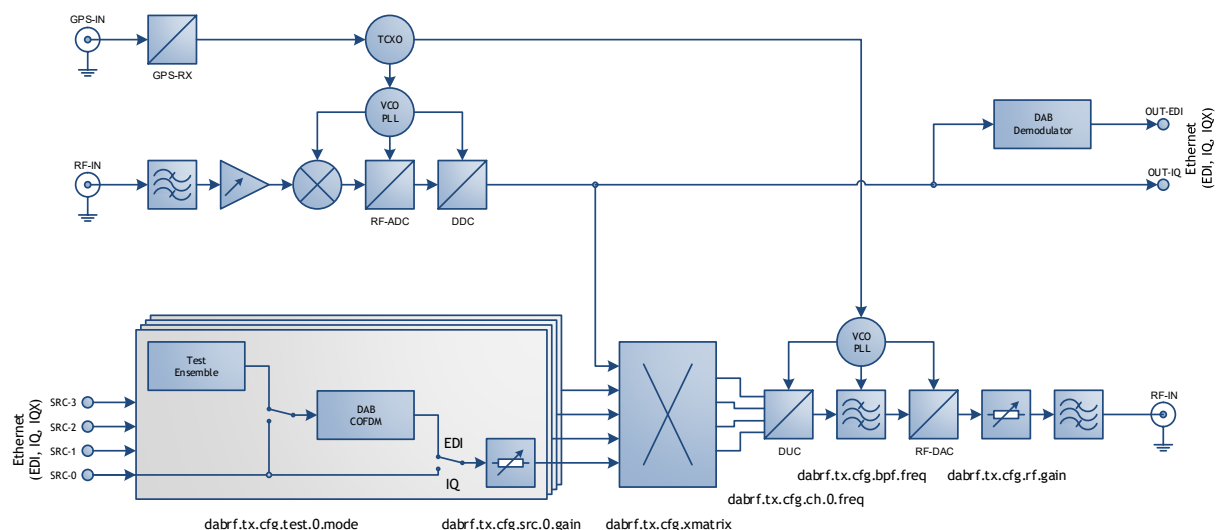 GPS-IN
GPS-RX
TCXO
VCO
PLL
RF-IN
RF-ADC
DDC
DAB
Demodulator
OUT-EDI
OUT-IQ
Ethernet
(EDI, IQ, IQX)
Ethernet
(EDI, IQ, IQX)
SRC-3
SRC-2
SRC-1
SRC-0
Test
Ensemble
DAB
COFDM
EDI
IQ
VCO
PLL
DUC
RF-DAC
RF-IN
dabrf.tx.cfg.bpf.freq
dabrf.tx.cfg.rf.gain
dabrf.tx.cfg.ch.0.freq
dabrf.tx.cfg.test.0.mode
dabrf.tx.cfg.src.0.gain
dabrf.tx.cfg.xmatrix